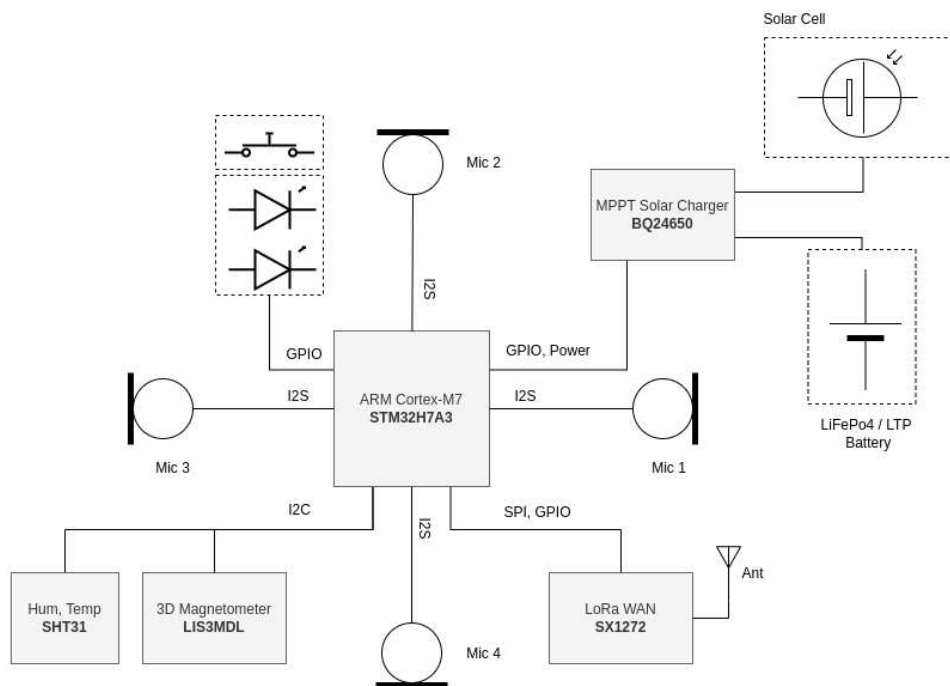 Solar Cell
Mic 2
MPPT Solar Charger
BQ24650
I2S
GPIO
GPIO, Power
I2S
ARM Cortex-M7
STM32H7A3
I2S
LiFePo4 / LTP
Battery
Mic 3
Mic 1
I2C
I2S
SPI, GPIO
Ant
Hum, Temp
SHT31
3D Magnetometer
LIS3MDL
LoRa WAN
SX1272
Mic 4